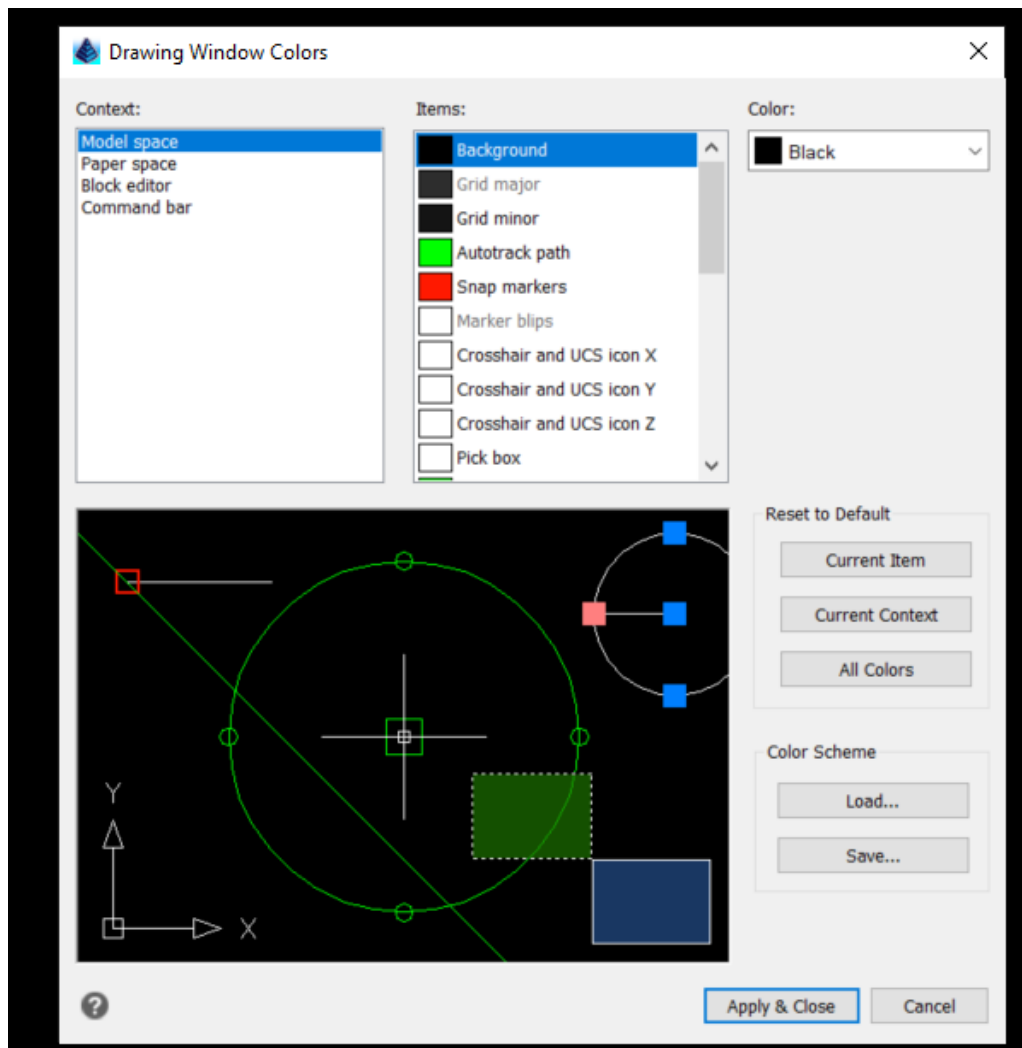 Drawing Window Colors
Context:
Items:
Color:
Model space
Paper space
Block editor
Command bar
Background
Grid major
Grid minor
Autotrack path
Snap markers
Marker blips
Crosshair and UCS icon X
Crosshair and UCS icon Y
Crosshair and UCS icon Z
Pick box
Black
Reset to Default
Current Item
Current Context
All Colors
Color Scheme
Load...
Save...
Y
X
?
Apply & Close
Cancel